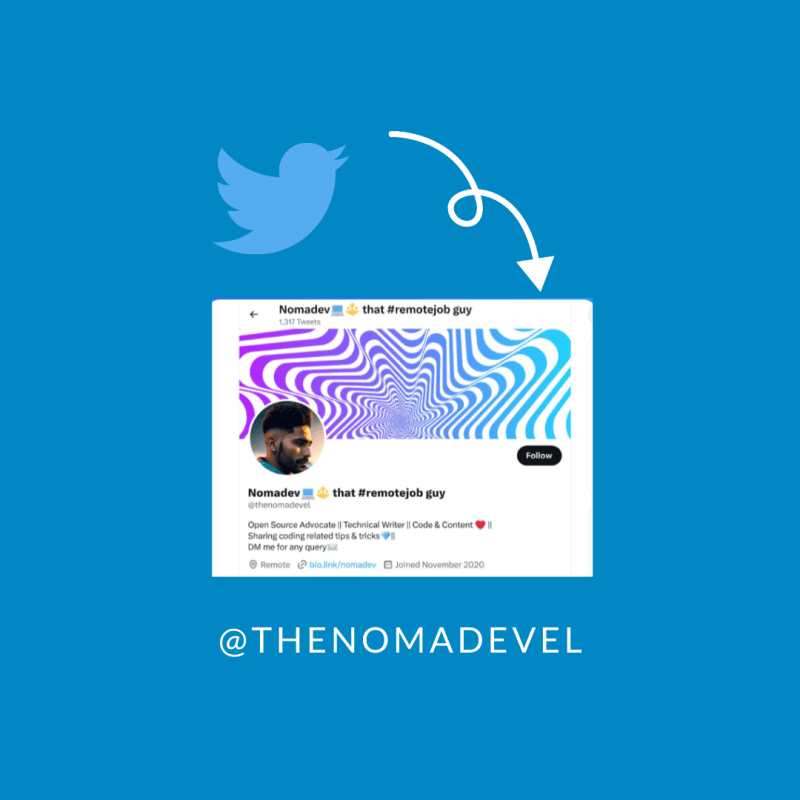 Nomadev💻🔱 that #remotejob guy
1,317 Tweets
Follow
Nomadev💻🔱 that #remotejob guy
@thenomadevel
Open Source Advocate || Technical Writer || Code & Content ❤️ ||
Sharing coding related tips & tricks💎||
DM me for any query✉️
Remote bio.link/nomadev Joined November 2020
@THENOMADEVEL